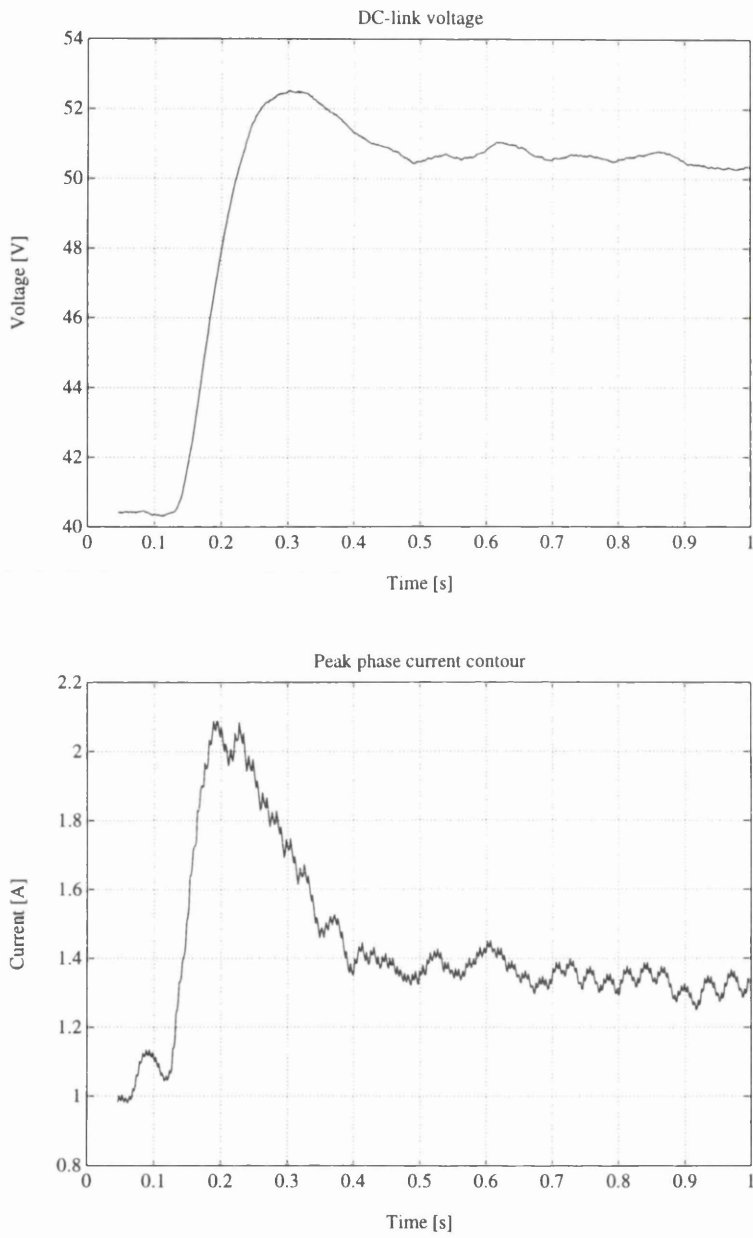 DC-link voltage
54
52
50
48
46
44
42
40
Voltage [V]
0 0.1 0.2 0.3 0.4 0.5 0.6 0.7 0.8 0.9 1
Time [s]
Peak phase current contour
2.2
2
1.8
1.6
1.4
1.2
1
0.8
Current [A]
0 0.1 0.2 0.3 0.4 0.5 0.6 0.7 0.8 0.9 1
Time [s]